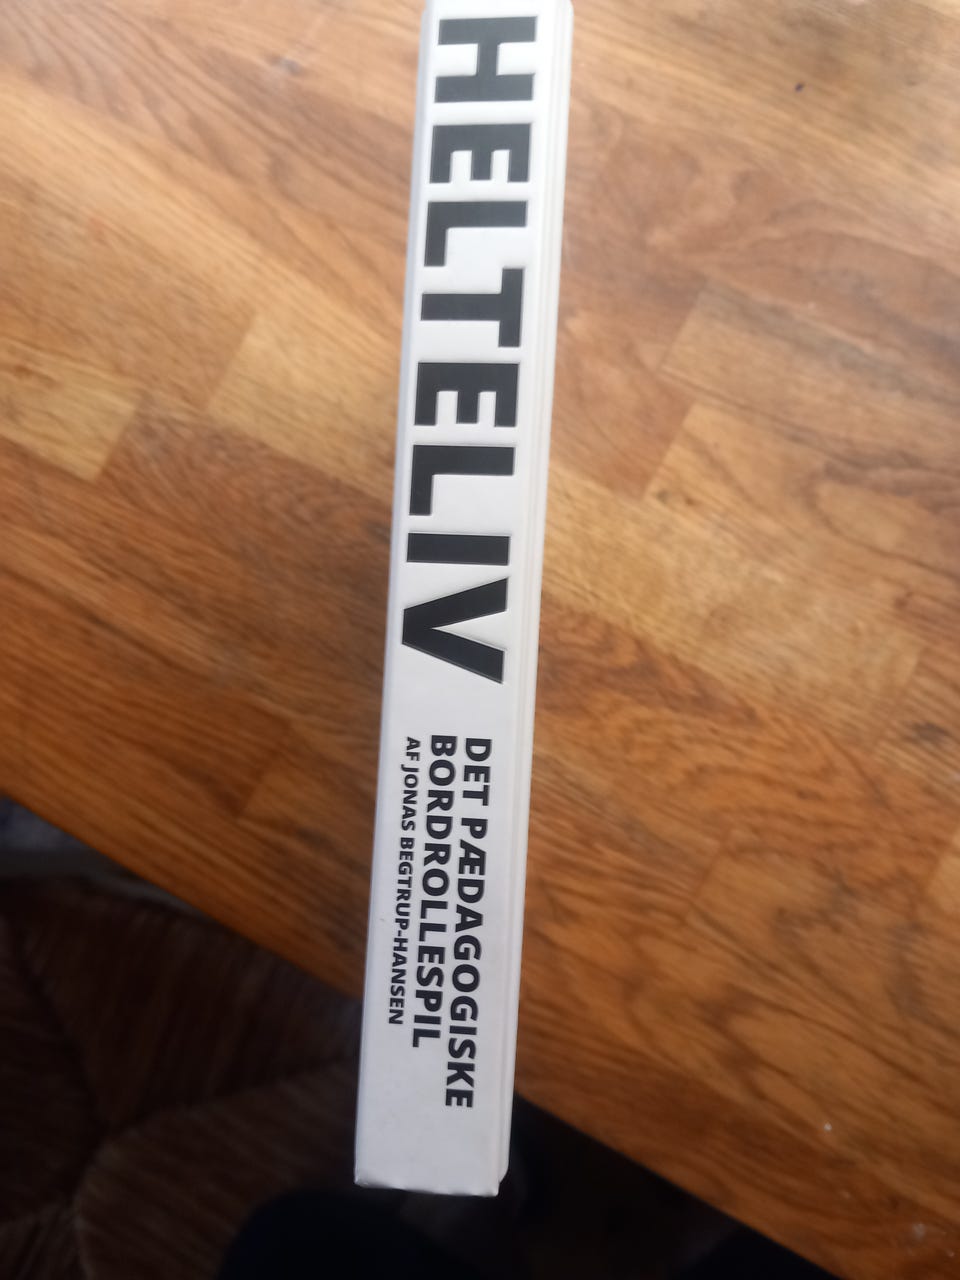 HELTELIV
DET PÆDAGOGISKE
BORDROLLESPIL
AF JONAS BEGTRUP-HANSEN